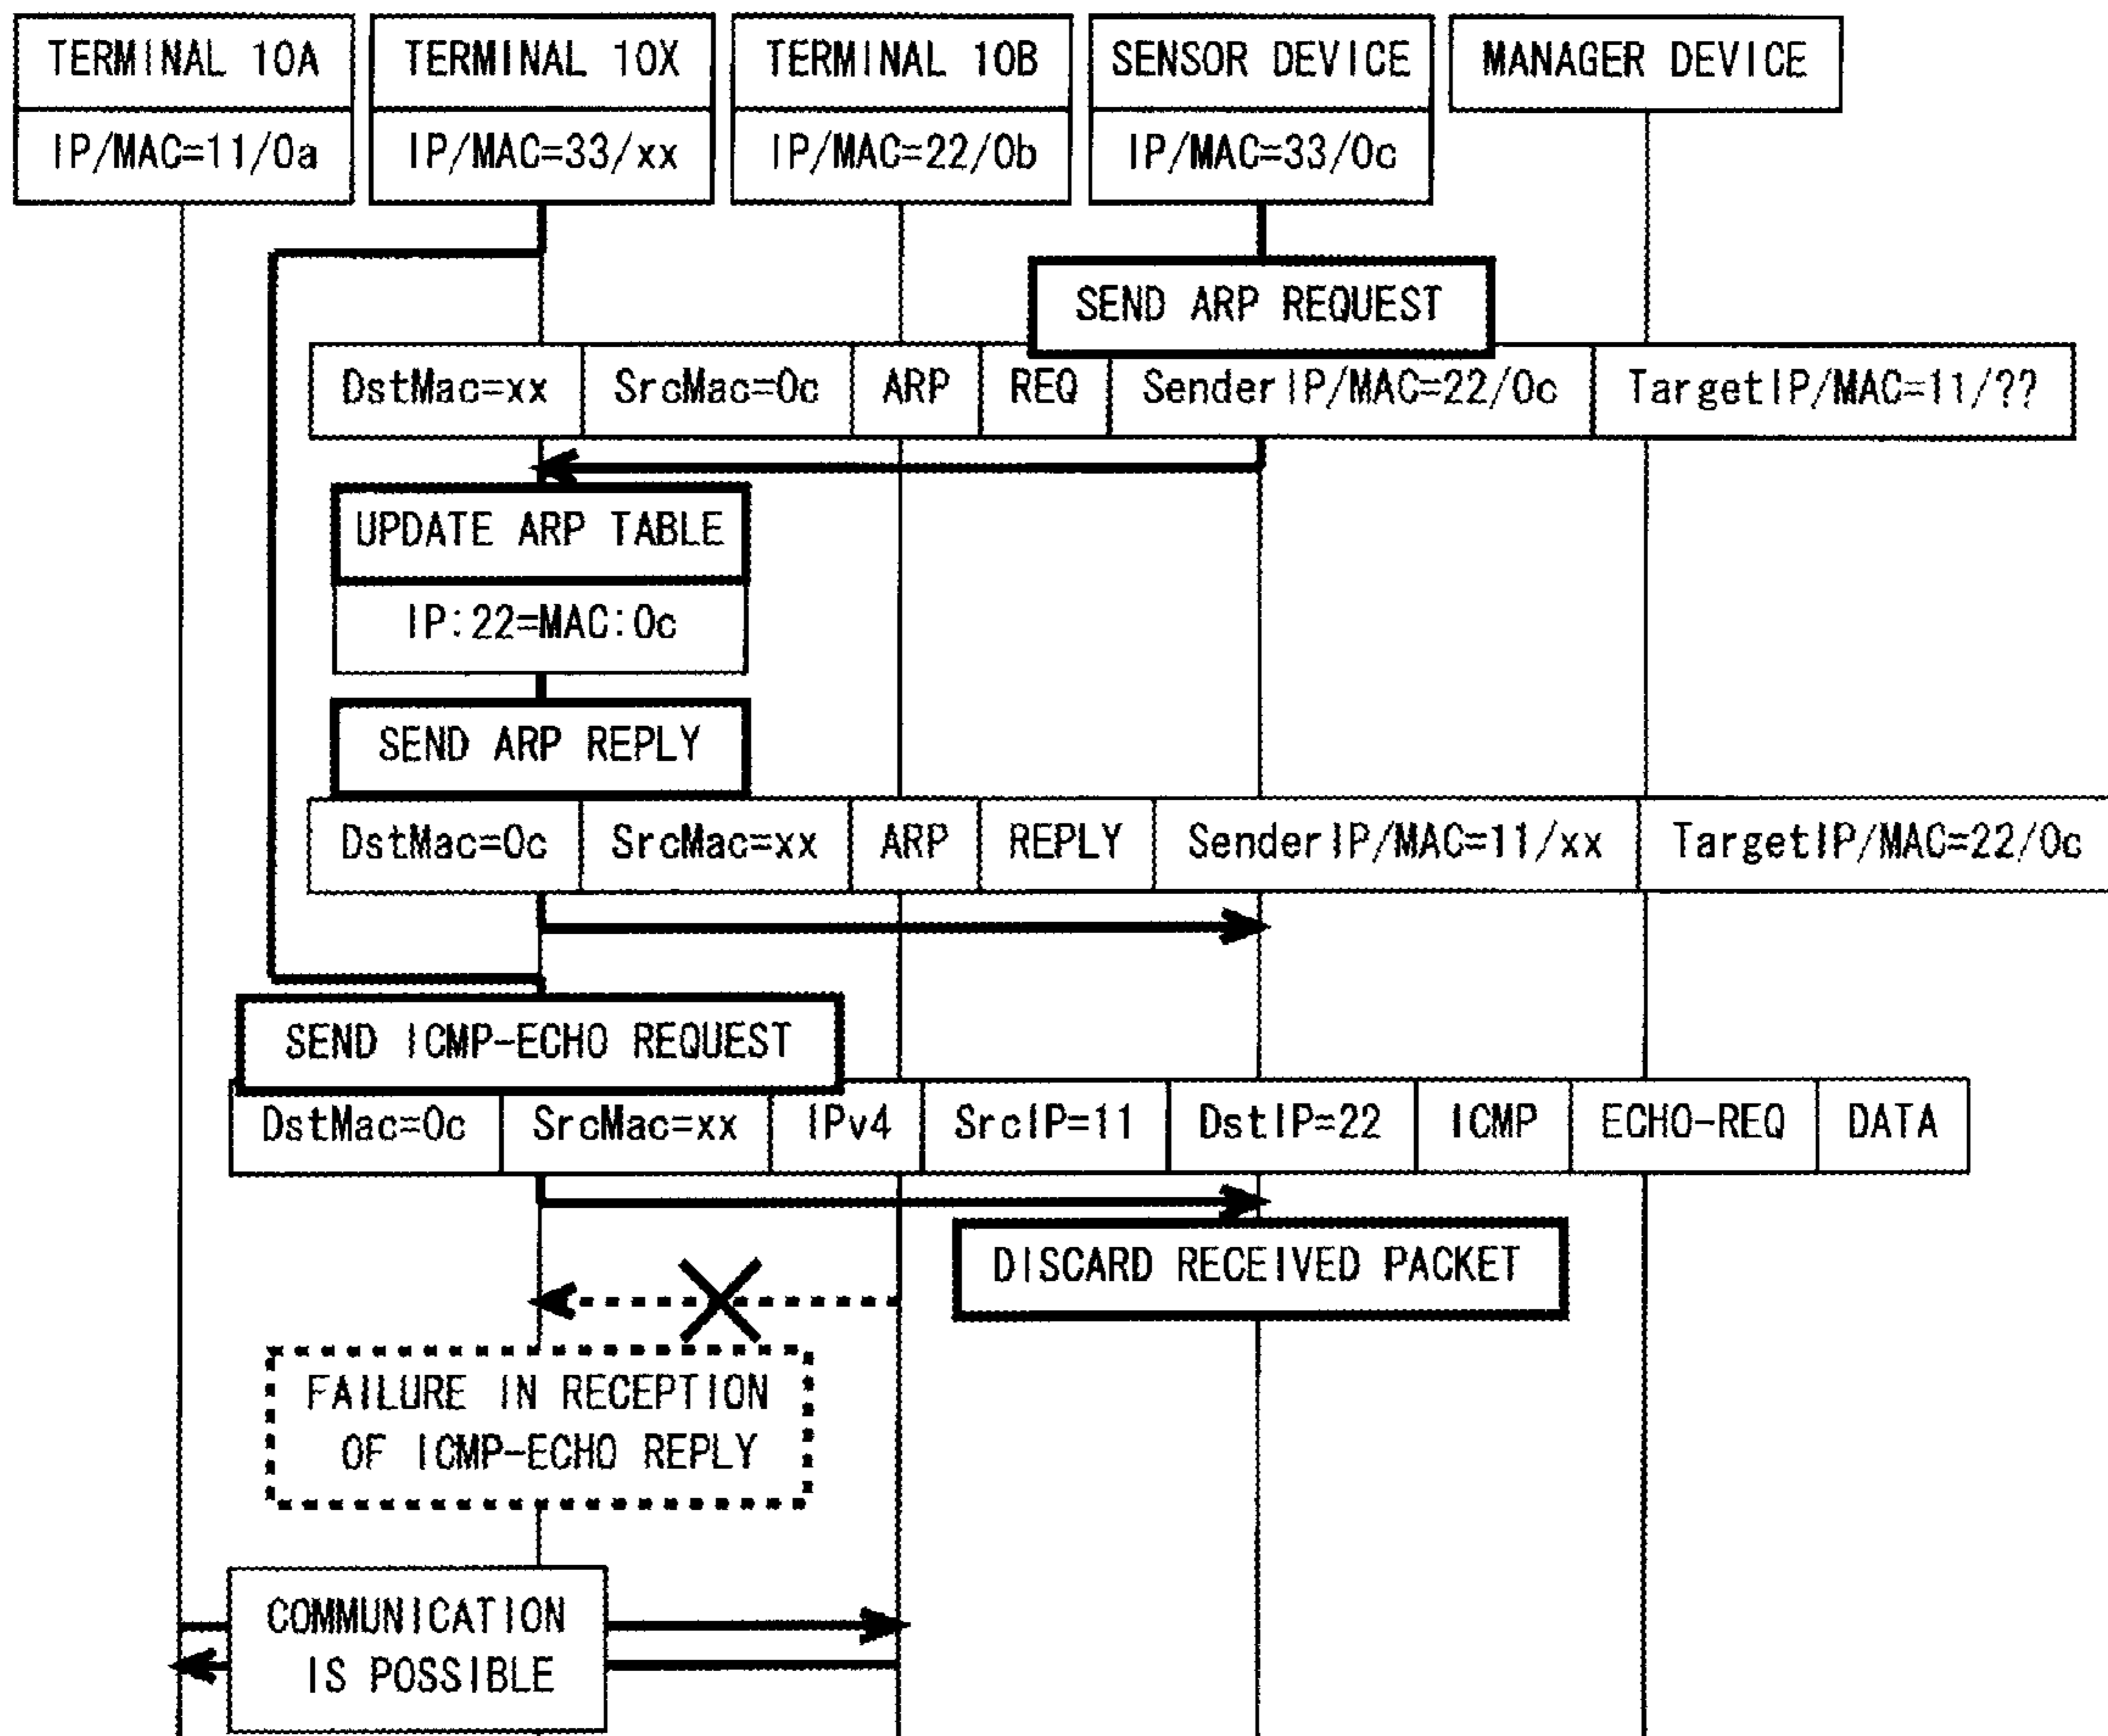 TERMINAL 10A
TERMINAL 10X
TERMINAL 10B
SENSOR DEVICE
MANAGER DEVICE
IP/MAC=11/0a
IP/MAC=33/xx
IP/MAC=22/0b
IP/MAC=33/0c
SEND ARP REQUEST
DstMac=xx SrcMac=0c ARP REQ SenderIP/MAC=22/0c TargetIP/MAC=11/??
UPDATE ARP TABLE
IP:22=MAC:0c
SEND ARP REPLY
DstMac=0c SrcMac=xx ARP REPLY SenderIP/MAC=11/xx TargetIP/MAC=22/0c
SEND ICMP-ECHO REQUEST
DstMac=0c SrcMac=xx IPv4 SrcIP=11 DstIP=22 ICMP ECHO-REQ DATA
DISCARD RECEIVED PACKET
FAILURE IN RECEPTION
OF ICMP-ECHO REPLY
COMMUNICATION
IS POSSIBLE